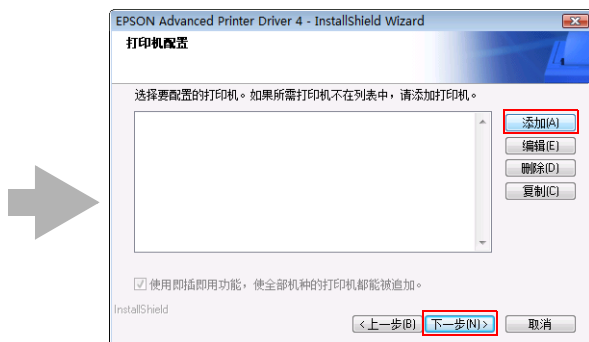 EPSON Advanced Printer Driver 4 - InstallShield Wizard
打印机配置
选择要配置的打印机。如果所需打印机不在列表中，请添加打印机。
添加(A)
编辑(E)
删除(D)
复制(C)
使用即插即用功能，使全部机种的打印机都能被追加。
InstallShield
<上一步(B)
下一步(N)>
取消